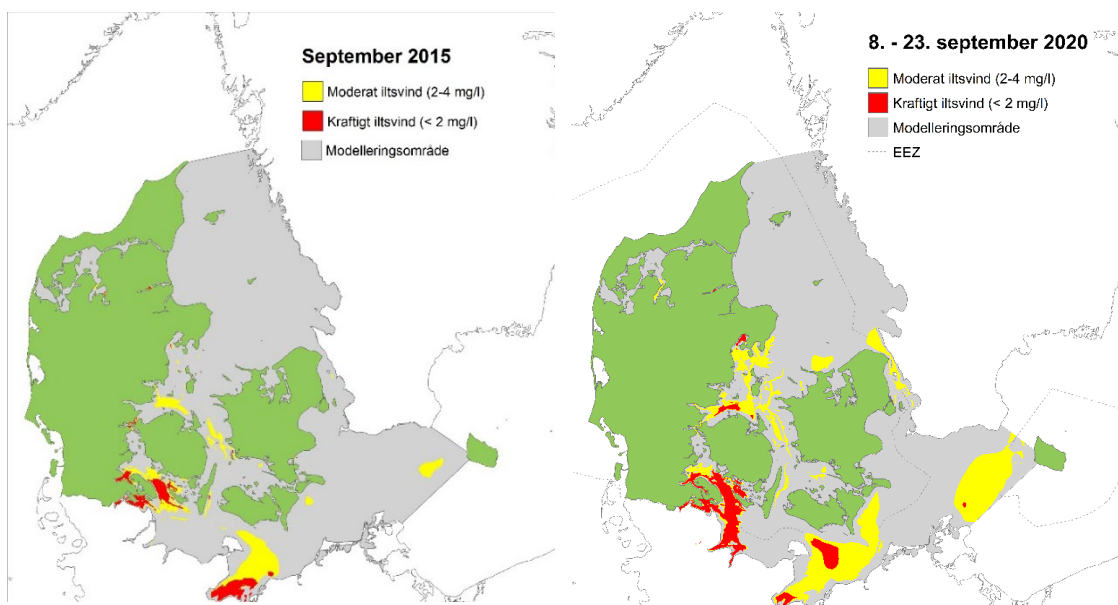 September 2015
Moderat iltsvind (2-4 mg/l)
Kraftigt iltsvind (< 2 mg/l)
Modelleringsområde
8. - 23. september 2020
Moderat iltsvind (2-4 mg/l)
Kraftigt iltsvind (< 2 mg/l)
Modelleringsområde
EEZ